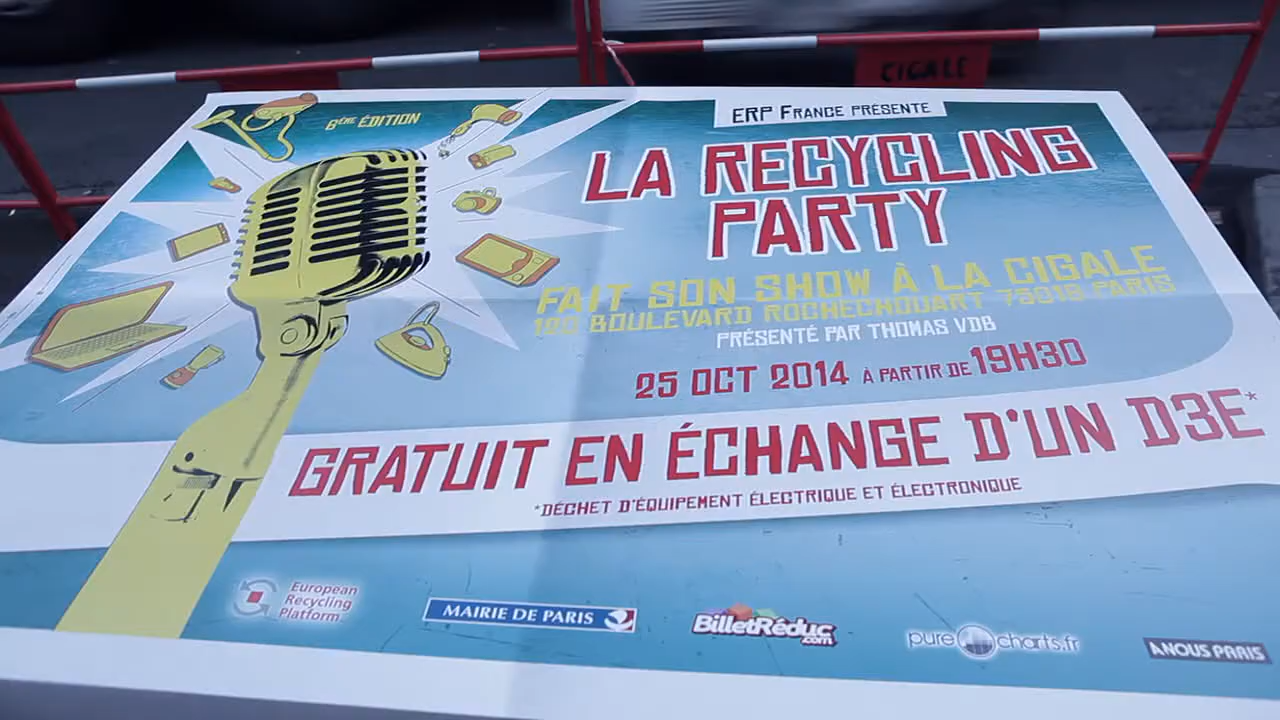 CIGALE
6ÈME ÉDITION
ERP FRANCE PRÉSENTE
LA RECYCLING
PARTY
FAIT SON SHOW À LA CIGALE
120 BOULEVARD ROCHECHOUART 75018 PARIS
PRÉSENTÉ PAR THOMAS VDB
25 OCT 2014 À PARTIR DE 19H30
GRATUIT EN ÉCHANGE D'UN D3E*
*DÉCHET D'ÉQUIPEMENT ÉLECTRIQUE ET ÉLECTRONIQUE
European
Recycling
Platform
MAIRIE DE PARIS
BilletRéduc
.com
purecharts.fr
A NOUS PARIS